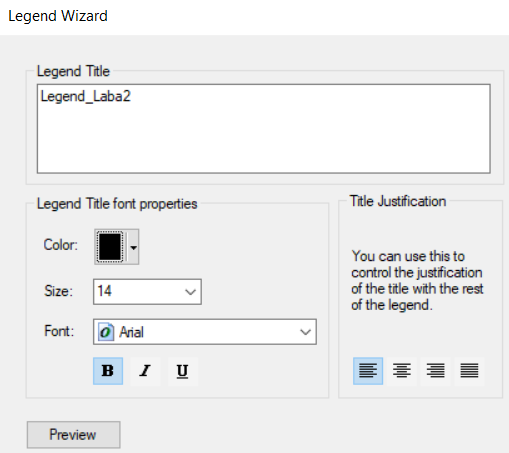 Legend Wizard
Legend Title
Legend_Laba2
Legend Title font properties
Color:
Size:
14
Font:
Arial
B I U
Title Justification
You can use this to
control the justification
of the title with the rest
of the legend.
Preview